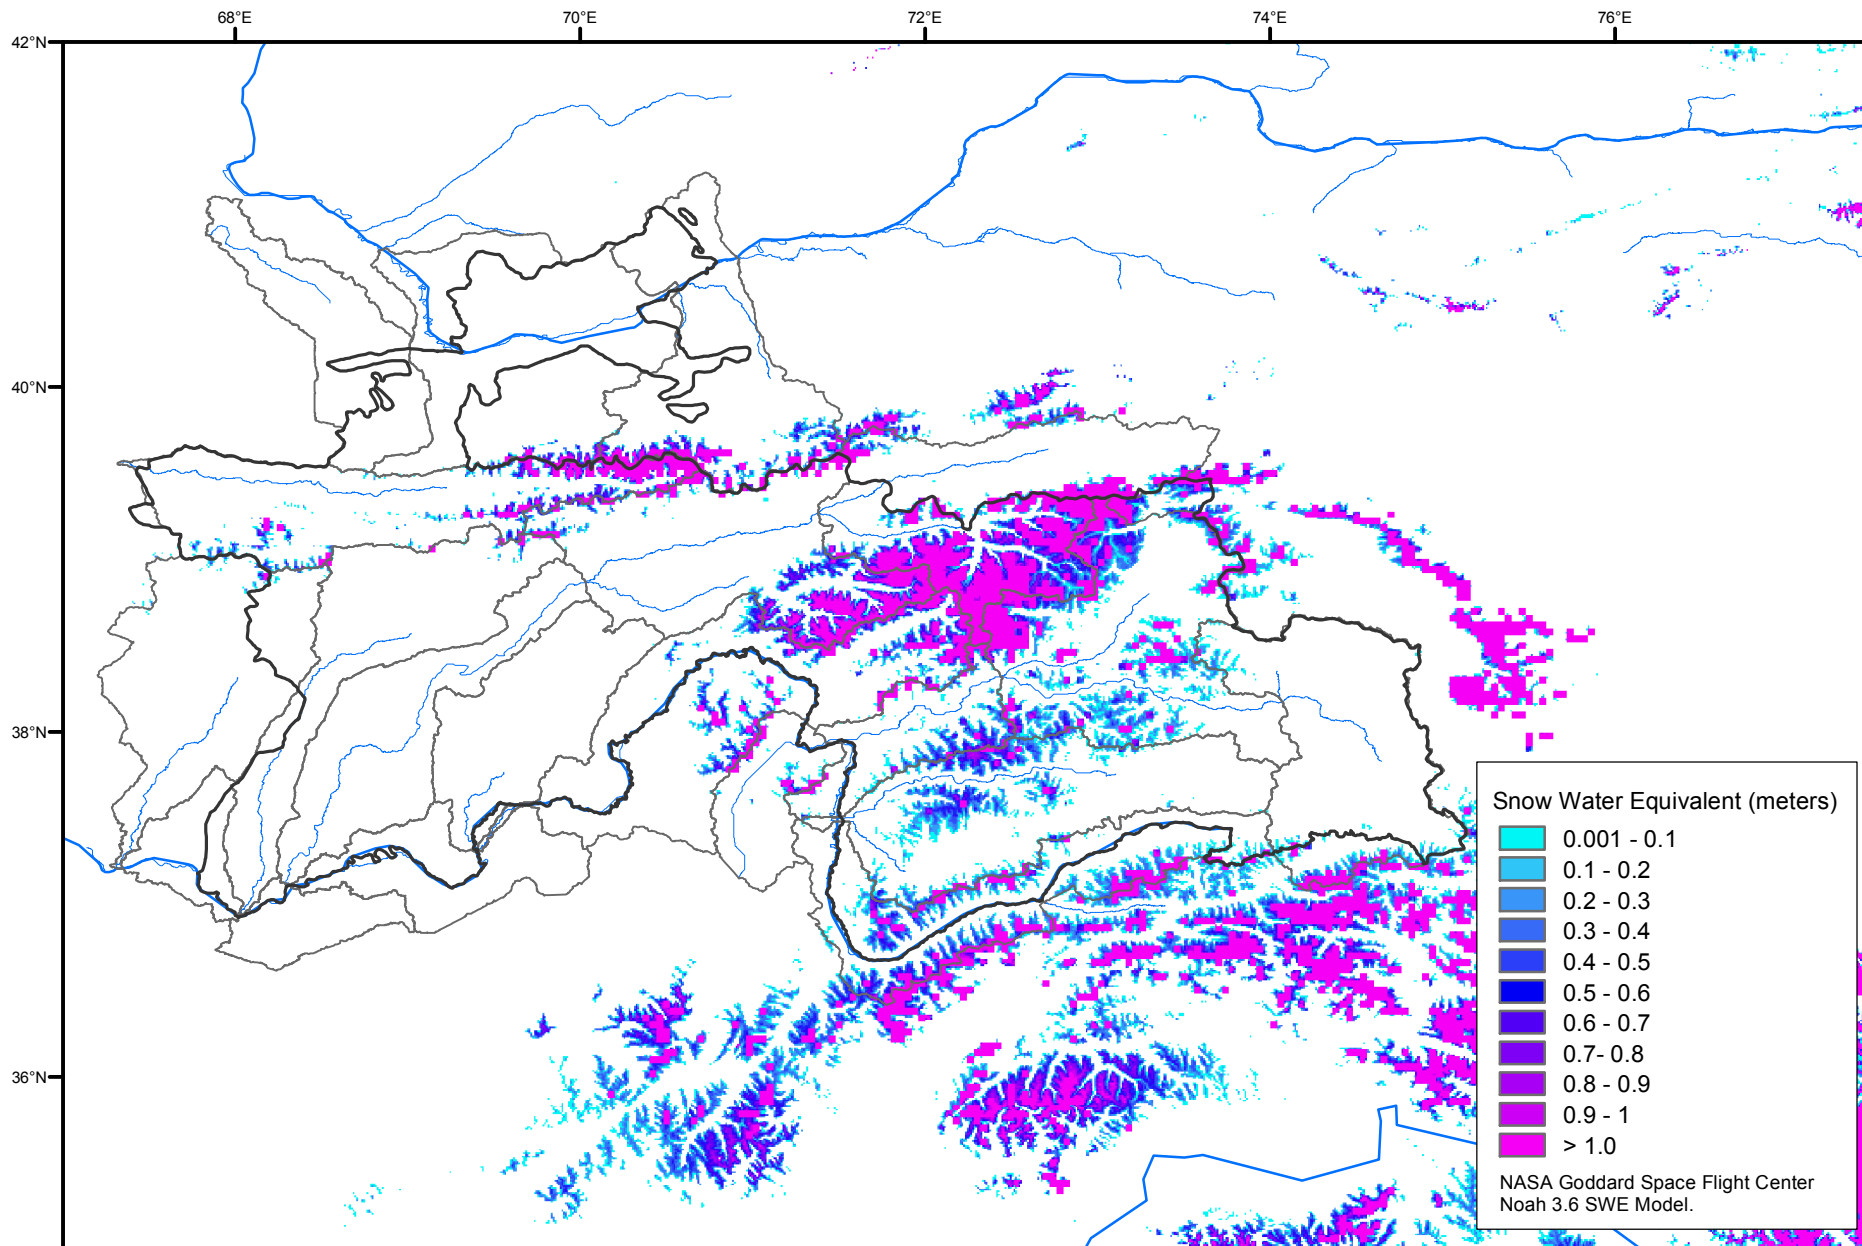 68°E 70°E 72°E 74°E 76°E
42°N
40°N
38°N
36°N
Snow Water Equivalent (meters)
0.001 - 0.1
0.1 - 0.2
0.2 - 0.3
0.3 - 0.4
0.4 - 0.5
0.5 - 0.6
0.6 - 0.7
0.7- 0.8
0.8 - 0.9
0.9 - 1
> 1.0
NASA Goddard Space Flight Center
Noah 3.6 SWE Model.